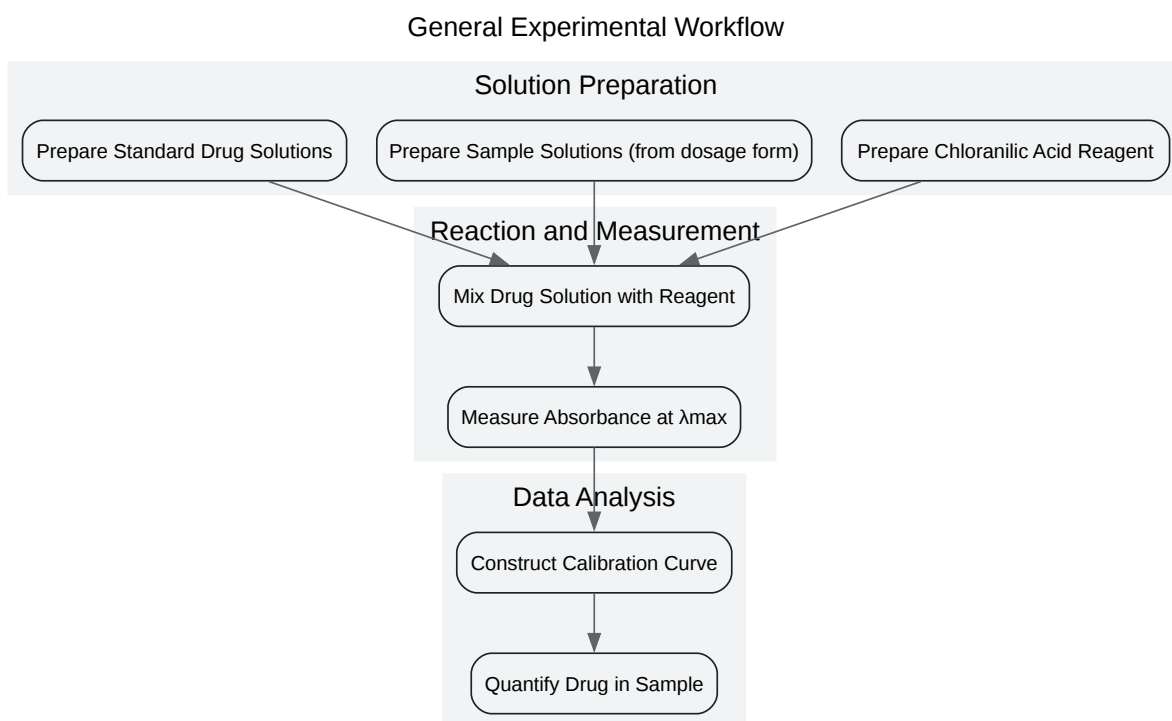 General Experimental Workflow
Solution Preparation
Prepare Standard Drug Solutions
Prepare Sample Solutions (from dosage form)
Prepare Chloranilic Acid Reagent
Reaction and Measurement
Mix Drug Solution with Reagent
Measure Absorbance at λmax
Data Analysis
Construct Calibration Curve
Quantify Drug in Sample